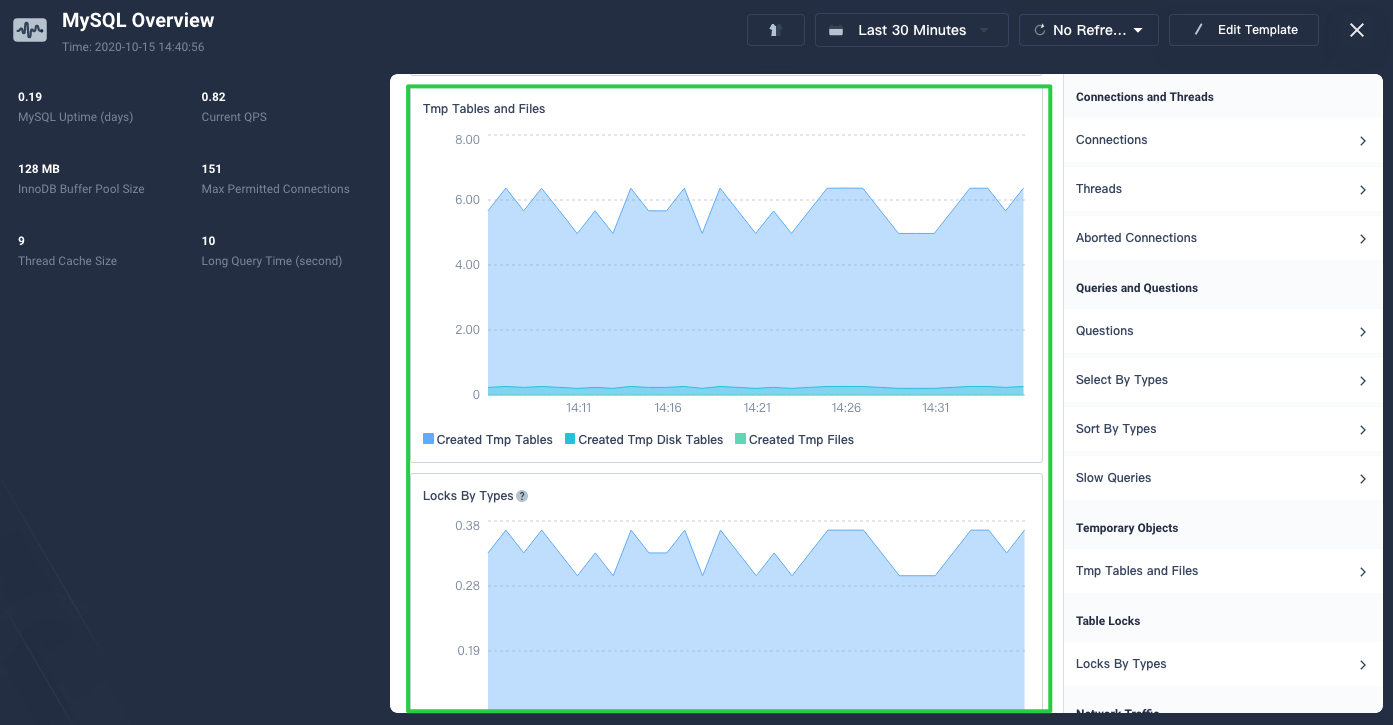 MySQL Overview
Time: 2020-10-15 14:40:56
Last 30 Minutes
No Refre...
Edit Template
0.19
MySQL Uptime (days)
0.82
Current QPS
128 MB
InnoDB Buffer Pool Size
151
Max Permitted Connections
9
Thread Cache Size
10
Long Query Time (second)
Tmp Tables and Files
8.00
6.00
4.00
2.00
0
14:11 14:16 14:21 14:26 14:31
Created Tmp Tables Created Tmp Disk Tables Created Tmp Files
Locks By Types ?
0.38
0.28
0.19
Connections and Threads
Connections
Threads
Aborted Connections
Queries and Questions
Questions
Select By Types
Sort By Types
Slow Queries
Temporary Objects
Tmp Tables and Files
Table Locks
Locks By Types
Network Traffic